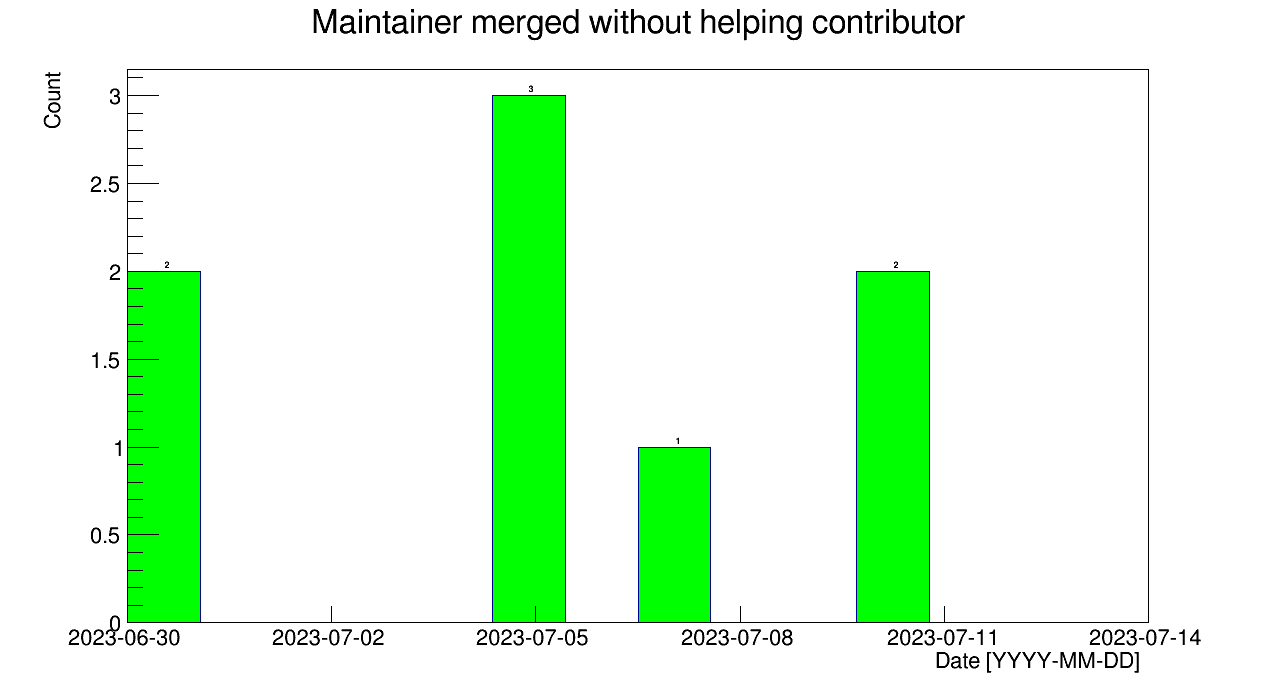 Maintainer merged without helping contributor
Count
3
2.5
2
1.5
1
0.5
0
2
3
1
2
2023-06-30 2023-07-02 2023-07-05 2023-07-08 2023-07-11 2023-07-14
Date [YYYY-MM-DD]